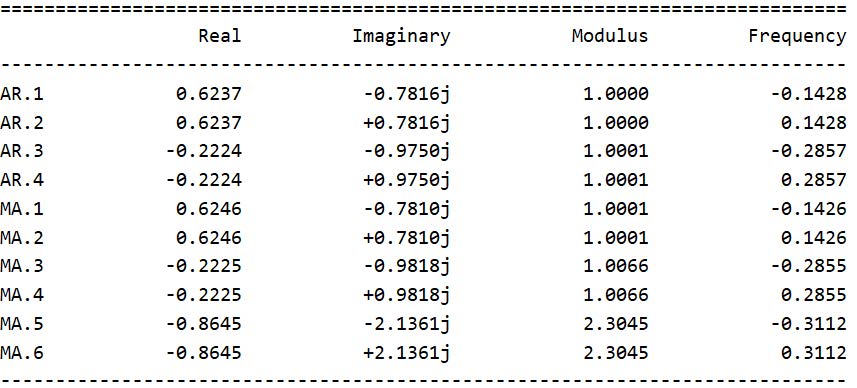 ==============================================================================
                   Real          Imaginary           Modulus         Frequency
------------------------------------------------------------------------------
AR.1             0.6237           -0.7816j            1.0000           -0.1428
AR.2             0.6237           +0.7816j            1.0000            0.1428
AR.3            -0.2224           -0.9750j            1.0001           -0.2857
AR.4            -0.2224           +0.9750j            1.0001            0.2857
MA.1             0.6246           -0.7810j            1.0001           -0.1426
MA.2             0.6246           +0.7810j            1.0001            0.1426
MA.3            -0.2225           -0.9818j            1.0066           -0.2855
MA.4            -0.2225           +0.9818j            1.0066            0.2855
MA.5            -0.8645           -2.1361j            2.3045           -0.3112
MA.6            -0.8645           +2.1361j            2.3045            0.3112
------------------------------------------------------------------------------